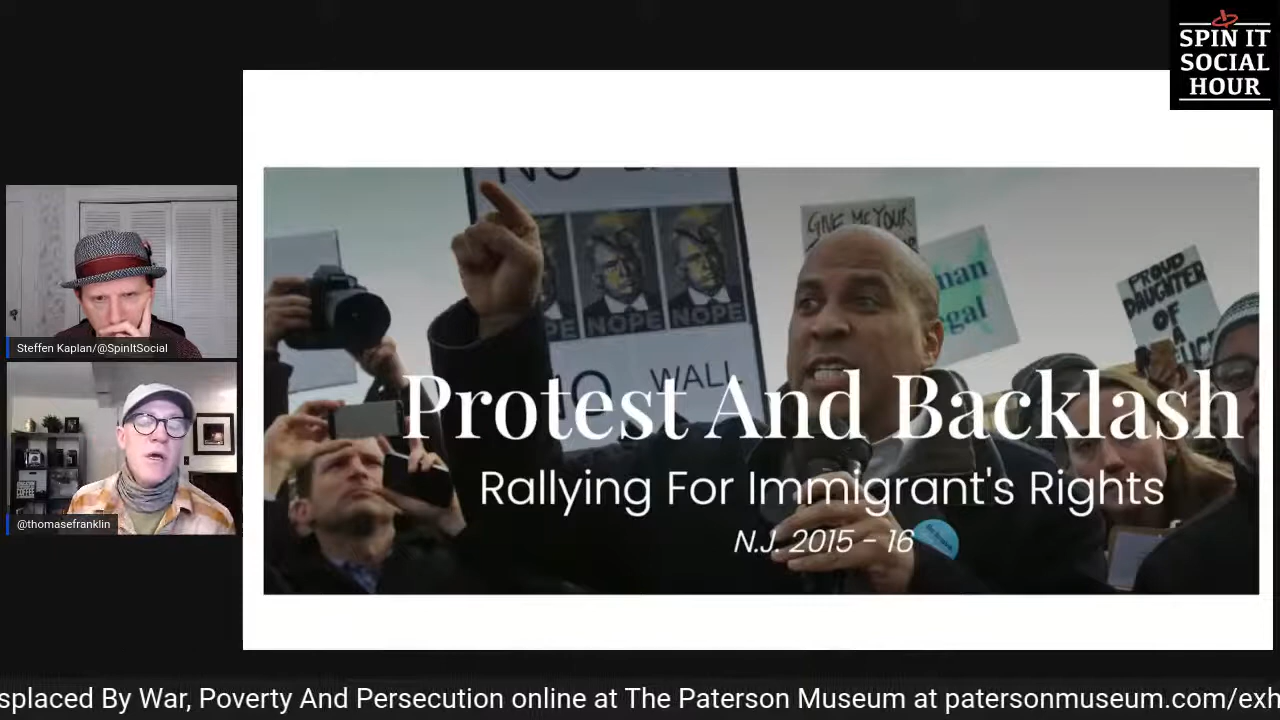 SPIN IT
SOCIAL
HOUR
Steffen Kaplan/@SpinItSocial
@thomasefranklin
NO
NOPE
NOPE
NO WALL
GIVE ME YOUR
PROUD
DAUGHTER
OF
A
Protest And Backlash
Rallying For Immigrant's Rights
N.J. 2015 - 16
splaced By War, Poverty And Persecution online at The Paterson Museum at patersonmuseum.com/exh